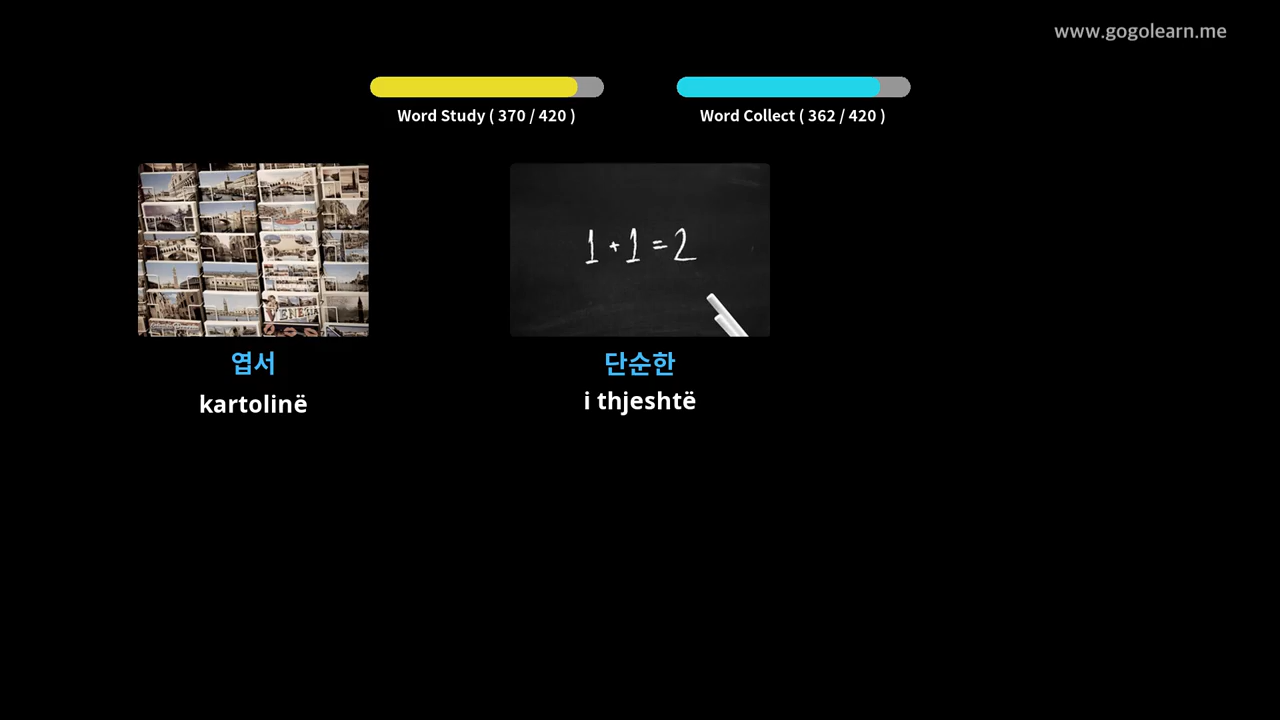 www.gogolearn.me
Word Study ( 370 / 420 )
Word Collect ( 362 / 420 )
1 + 1 = 2
엽서
단순한
kartolinë
i thjeshtë